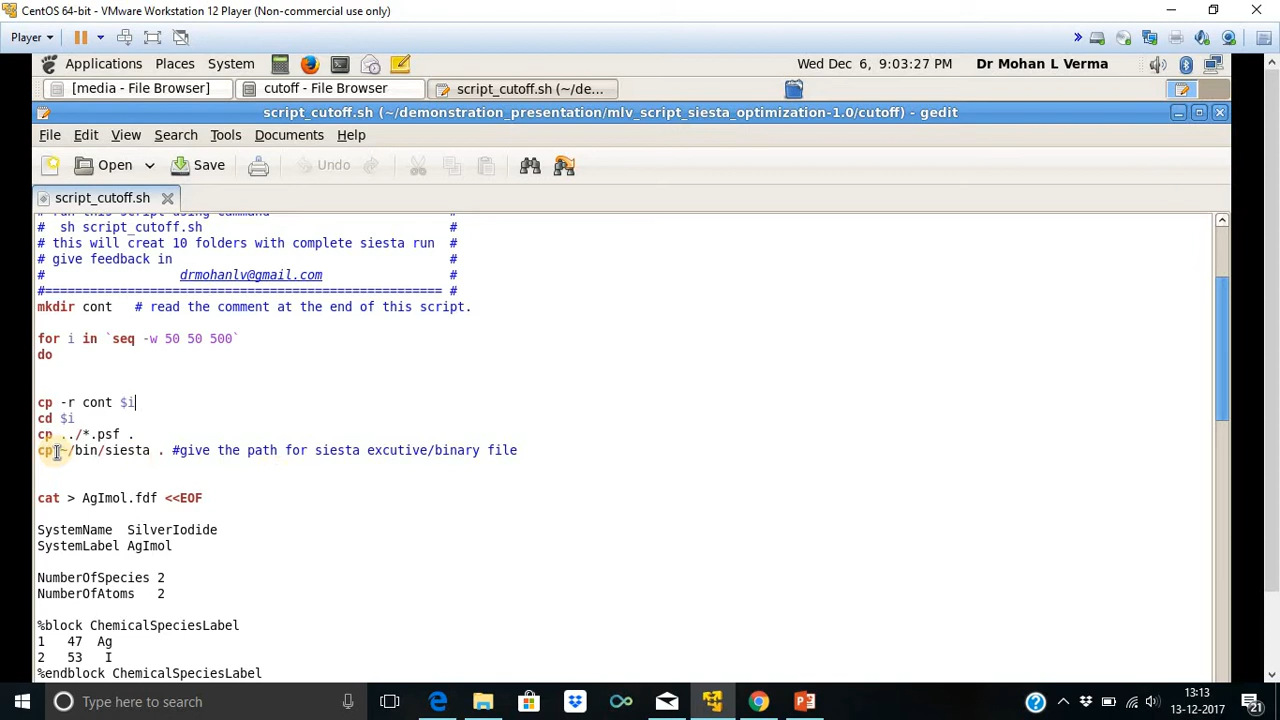 CentOS 64-bit - VMware Workstation 12 Player (Non-commercial use only)
Player
Applications Places System Wed Dec 6, 9:03:27 PM Dr Mohan L Verma
[media - File Browser] cutoff - File Browser script_cutoff.sh (~/de...
script_cutoff.sh (~/demonstration_presentation/mlv_script_siesta_optimization-1.0/cutoff) - gedit
File Edit View Search Tools Documents Help
Open Save Undo
script_cutoff.sh
# run this script using command #
# sh script_cutoff.sh #
# this will creat 10 folders with complete siesta run #
# give feedback in #
# drmohanlv@gmail.com #
#==================================================== #
mkdir cont # read the comment at the end of this script.
for i in `seq -w 50 50 500`
do
cp -r cont $i
cd $i
cp ../*.psf .
cp ~/bin/siesta . #give the path for siesta excutive/binary file
cat > AgImol.fdf <<EOF
SystemName SilverIodide
SystemLabel AgImol
NumberOfSpecies 2
NumberOfAtoms 2
%block ChemicalSpeciesLabel
1 47 Ag
2 53 I
%endblock ChemicalSpeciesLabel
Type here to search
13:13
13-12-2017
21